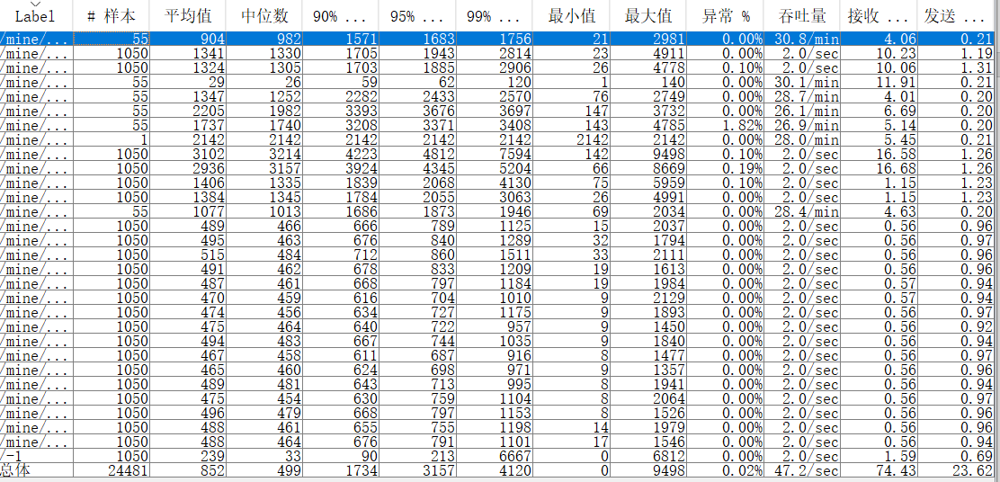 Label # 样本 平均值 中位数 90% ... 95% ... 99% ... 最小值 最大值 异常 % 吞吐量 接收 ... 发送 ...
/mine/... 55 904 982 1571 1683 1756 21 2981 0.00% 30.8/min 4.06 0.21
/mine/... 1050 1341 1330 1705 1943 2814 23 4911 0.00% 2.0/sec 10.23 1.19
/mine/... 1050 1324 1305 1703 1885 2906 26 4778 0.10% 2.0/sec 10.06 1.31
/mine/... 55 29 26 59 62 120 1 140 0.00% 30.1/min 11.91 0.21
/mine/... 55 1347 1252 2282 2433 2570 76 2749 0.00% 28.7/min 4.01 0.20
/mine/... 55 2205 1982 3393 3676 3697 147 3732 0.00% 26.1/min 6.69 0.20
/mine/... 55 1737 1740 3208 3371 3408 143 4785 1.82% 26.9/min 5.14 0.20
/mine/... 1 2142 2142 2142 2142 2142 2142 2142 0.00% 28.0/min 5.45 0.21
/mine/... 1050 3102 3214 4223 4812 7594 142 9498 0.10% 2.0/sec 16.58 1.26
/mine/... 1050 2936 3157 3924 4345 5204 66 8669 0.19% 2.0/sec 16.68 1.26
/mine/... 1050 1406 1335 1839 2068 4130 75 5959 0.10% 2.0/sec 1.15 1.23
/mine/... 1050 1384 1345 1784 2055 3063 26 4991 0.00% 2.0/sec 1.15 1.23
/mine/... 55 1077 1013 1686 1873 1946 69 2034 0.00% 28.4/min 4.63 0.20
/mine/... 1050 489 466 666 789 1125 15 2037 0.00% 2.0/sec 0.56 0.96
/mine/... 1050 495 463 676 840 1289 32 1794 0.00% 2.0/sec 0.56 0.97
/mine/... 1050 515 484 712 860 1511 33 2111 0.00% 2.0/sec 0.56 0.96
/mine/... 1050 491 462 678 833 1209 19 1613 0.00% 2.0/sec 0.56 0.96
/mine/... 1050 487 461 668 797 1184 19 1984 0.00% 2.0/sec 0.57 0.94
/mine/... 1050 470 459 616 704 1010 9 2129 0.00% 2.0/sec 0.57 0.94
/mine/... 1050 474 456 634 727 1175 9 1893 0.00% 2.0/sec 0.56 0.97
/mine/... 1050 475 464 640 722 957 9 1450 0.00% 2.0/sec 0.56 0.92
/mine/... 1050 494 483 667 744 1035 9 1840 0.00% 2.0/sec 0.56 0.94
/mine/... 1050 467 458 611 687 916 8 1477 0.00% 2.0/sec 0.56 0.97
/mine/... 1050 465 460 624 698 971 9 1357 0.00% 2.0/sec 0.56 0.96
/mine/... 1050 489 481 643 713 995 8 1941 0.00% 2.0/sec 0.56 0.94
/mine/... 1050 475 454 630 759 1104 8 2064 0.00% 2.0/sec 0.56 0.97
/mine/... 1050 496 479 668 797 1153 8 1526 0.00% 2.0/sec 0.56 0.96
/mine/... 1050 488 461 655 755 1198 14 1979 0.00% 2.0/sec 0.56 0.96
/mine/... 1050 488 464 676 791 1101 17 1546 0.00% 2.0/sec 0.56 0.94
/-1 1050 239 33 90 213 6667 0 6812 0.00% 2.0/sec 1.59 0.69
总体 24481 852 499 1734 3157 4120 0 9498 0.02% 47.2/sec 74.43 23.62